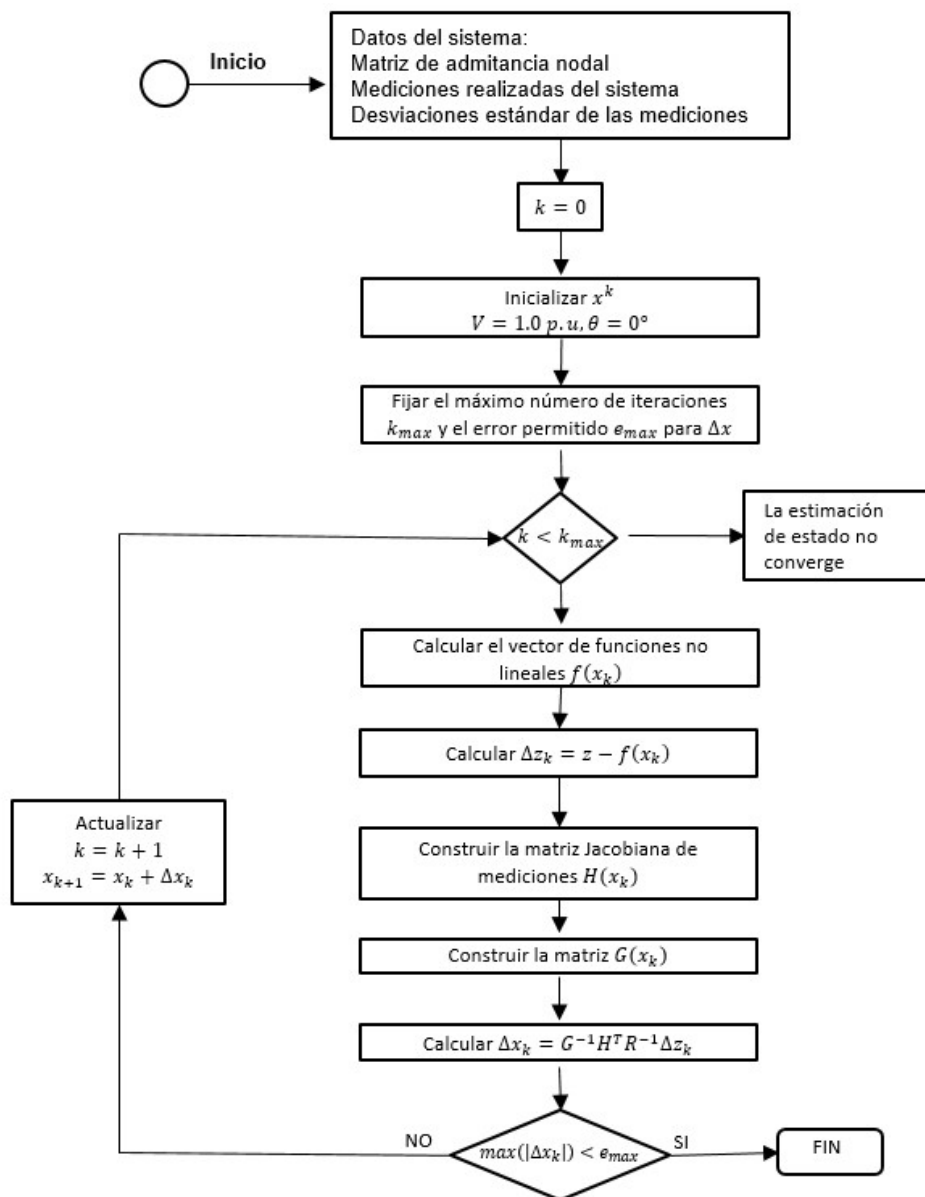 Inicio
Datos del sistema:
Matriz de admitancia nodal
Mediciones realizadas del sistema
Desviaciones estándar de las mediciones
k = 0
Inicializar x^k
V = 1.0 p.u, θ = 0°
Fijar el máximo número de iteraciones
k_max y el error permitido e_max para Δx
k < k_max
La estimación
de estado no
converge
Calcular el vector de funciones no
lineales f(x_k)
Calcular Δz_k = z − f(x_k)
Construir la matriz Jacobiana de
mediciones H(x_k)
Construir la matriz G(x_k)
Calcular Δx_k = G^−1 H^T R^−1 Δz_k
max(|Δx_k|) < e_max
NO
SI
FIN
Actualizar
k = k + 1
x_{k+1} = x_k + Δx_k